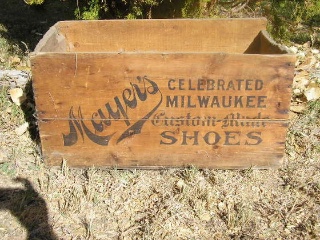 Mayer's
CELEBRATED
MILWAUKEE
Custom-Made
SHOES